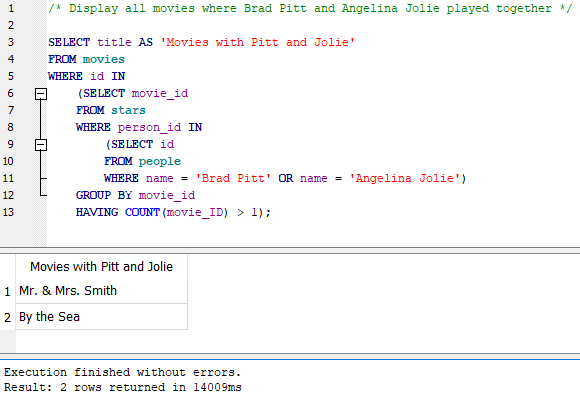 1 /* Display all movies where Brad Pitt and Angelina Jolie played together */
2
3 SELECT title AS 'Movies with Pitt and Jolie'
4 FROM movies
5 WHERE id IN
6 (SELECT movie_id
7 FROM stars
8 WHERE person_id IN
9 (SELECT id
10 FROM people
11 WHERE name = 'Brad Pitt' OR name = 'Angelina Jolie')
12 GROUP BY movie_id
13 HAVING COUNT(movie_ID) > 1);
Movies with Pitt and Jolie
1 Mr. & Mrs. Smith
2 By the Sea
Execution finished without errors.
Result: 2 rows returned in 14009ms